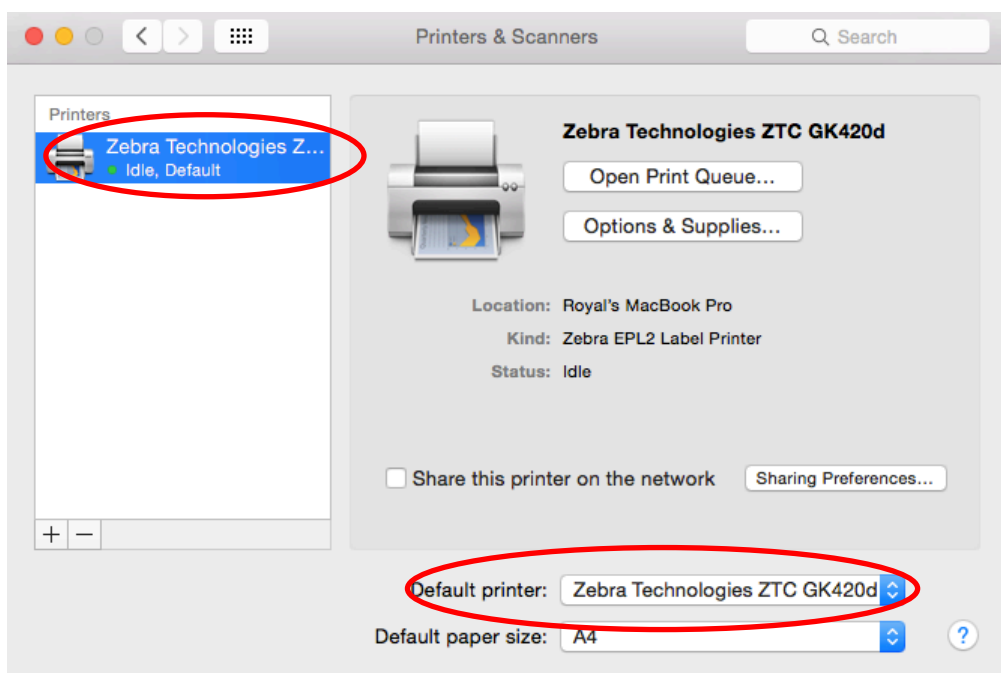 Printers & Scanners
Search
Printers
Zebra Technologies Z...
Idle, Default
Zebra Technologies ZTC GK420d
Open Print Queue...
Options & Supplies...
Location: Royal's MacBook Pro
Kind: Zebra EPL2 Label Printer
Status: Idle
Share this printer on the network
Sharing Preferences...
+ −
Default printer: Zebra Technologies ZTC GK420d
Default paper size: A4
?